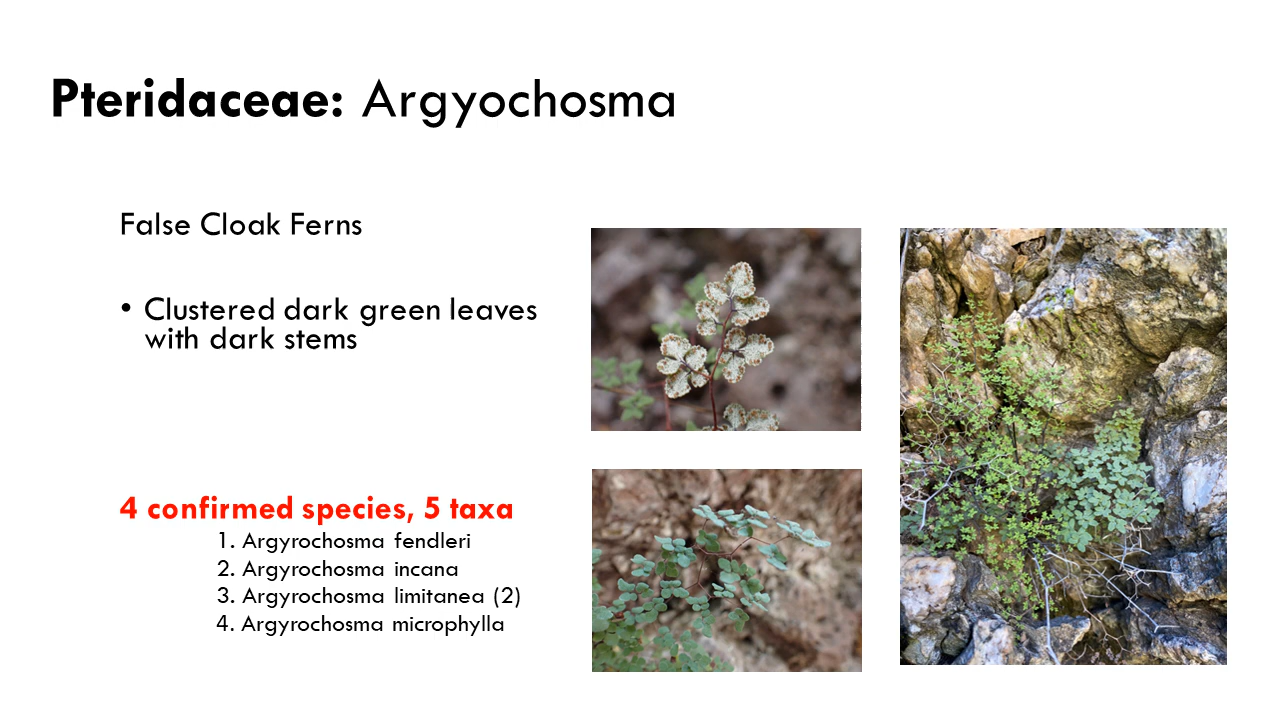 Pteridaceae: Argyochosma
False Cloak Ferns
• Clustered dark green leaves
with dark stems
4 confirmed species, 5 taxa
1. Argyrochosma fendleri
2. Argyrochosma incana
3. Argyrochosma limitanea (2)
4. Argyrochosma microphylla